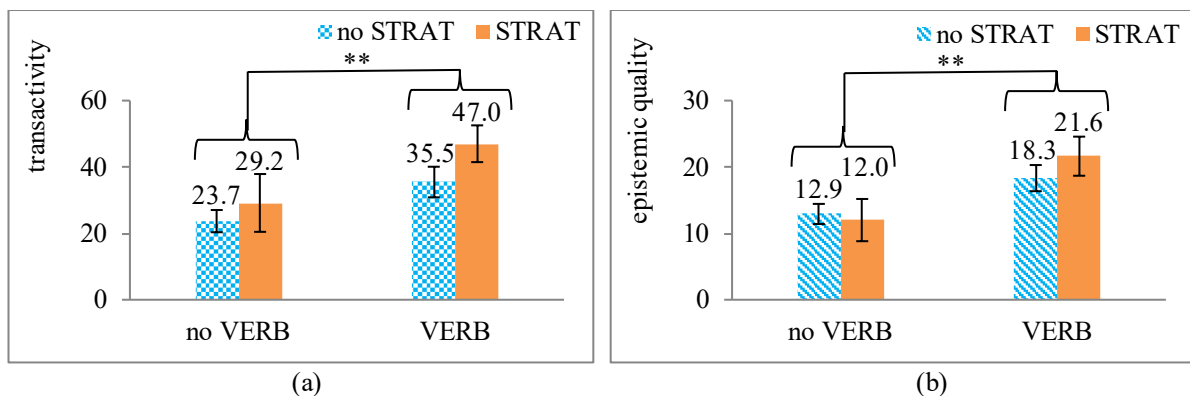 no STRAT STRAT
**
transactivity
60
40
20
0
23.7
29.2
35.5
47.0
no VERB VERB
(a)
no STRAT STRAT
**
epistemic quality
30
20
10
0
12.9
12.0
18.3
21.6
no VERB VERB
(b)